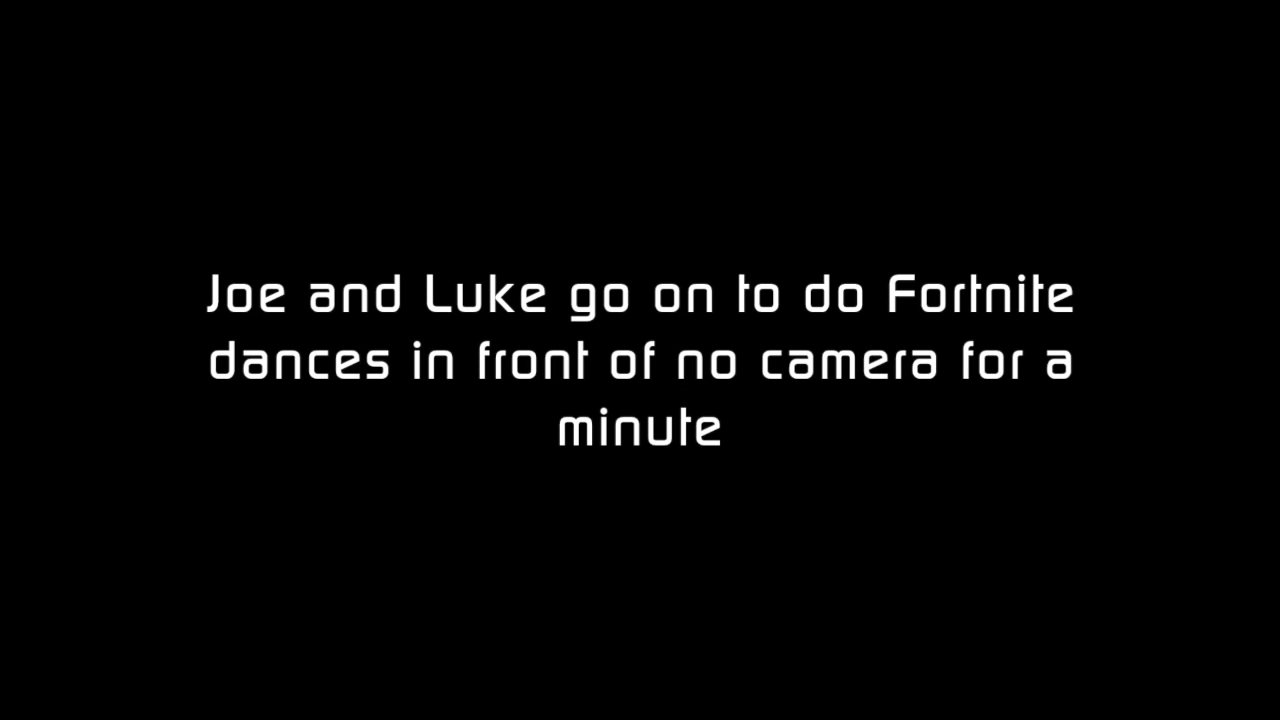 Joe and Luke go on to do Fortnite
dances in front of no camera for a
minute